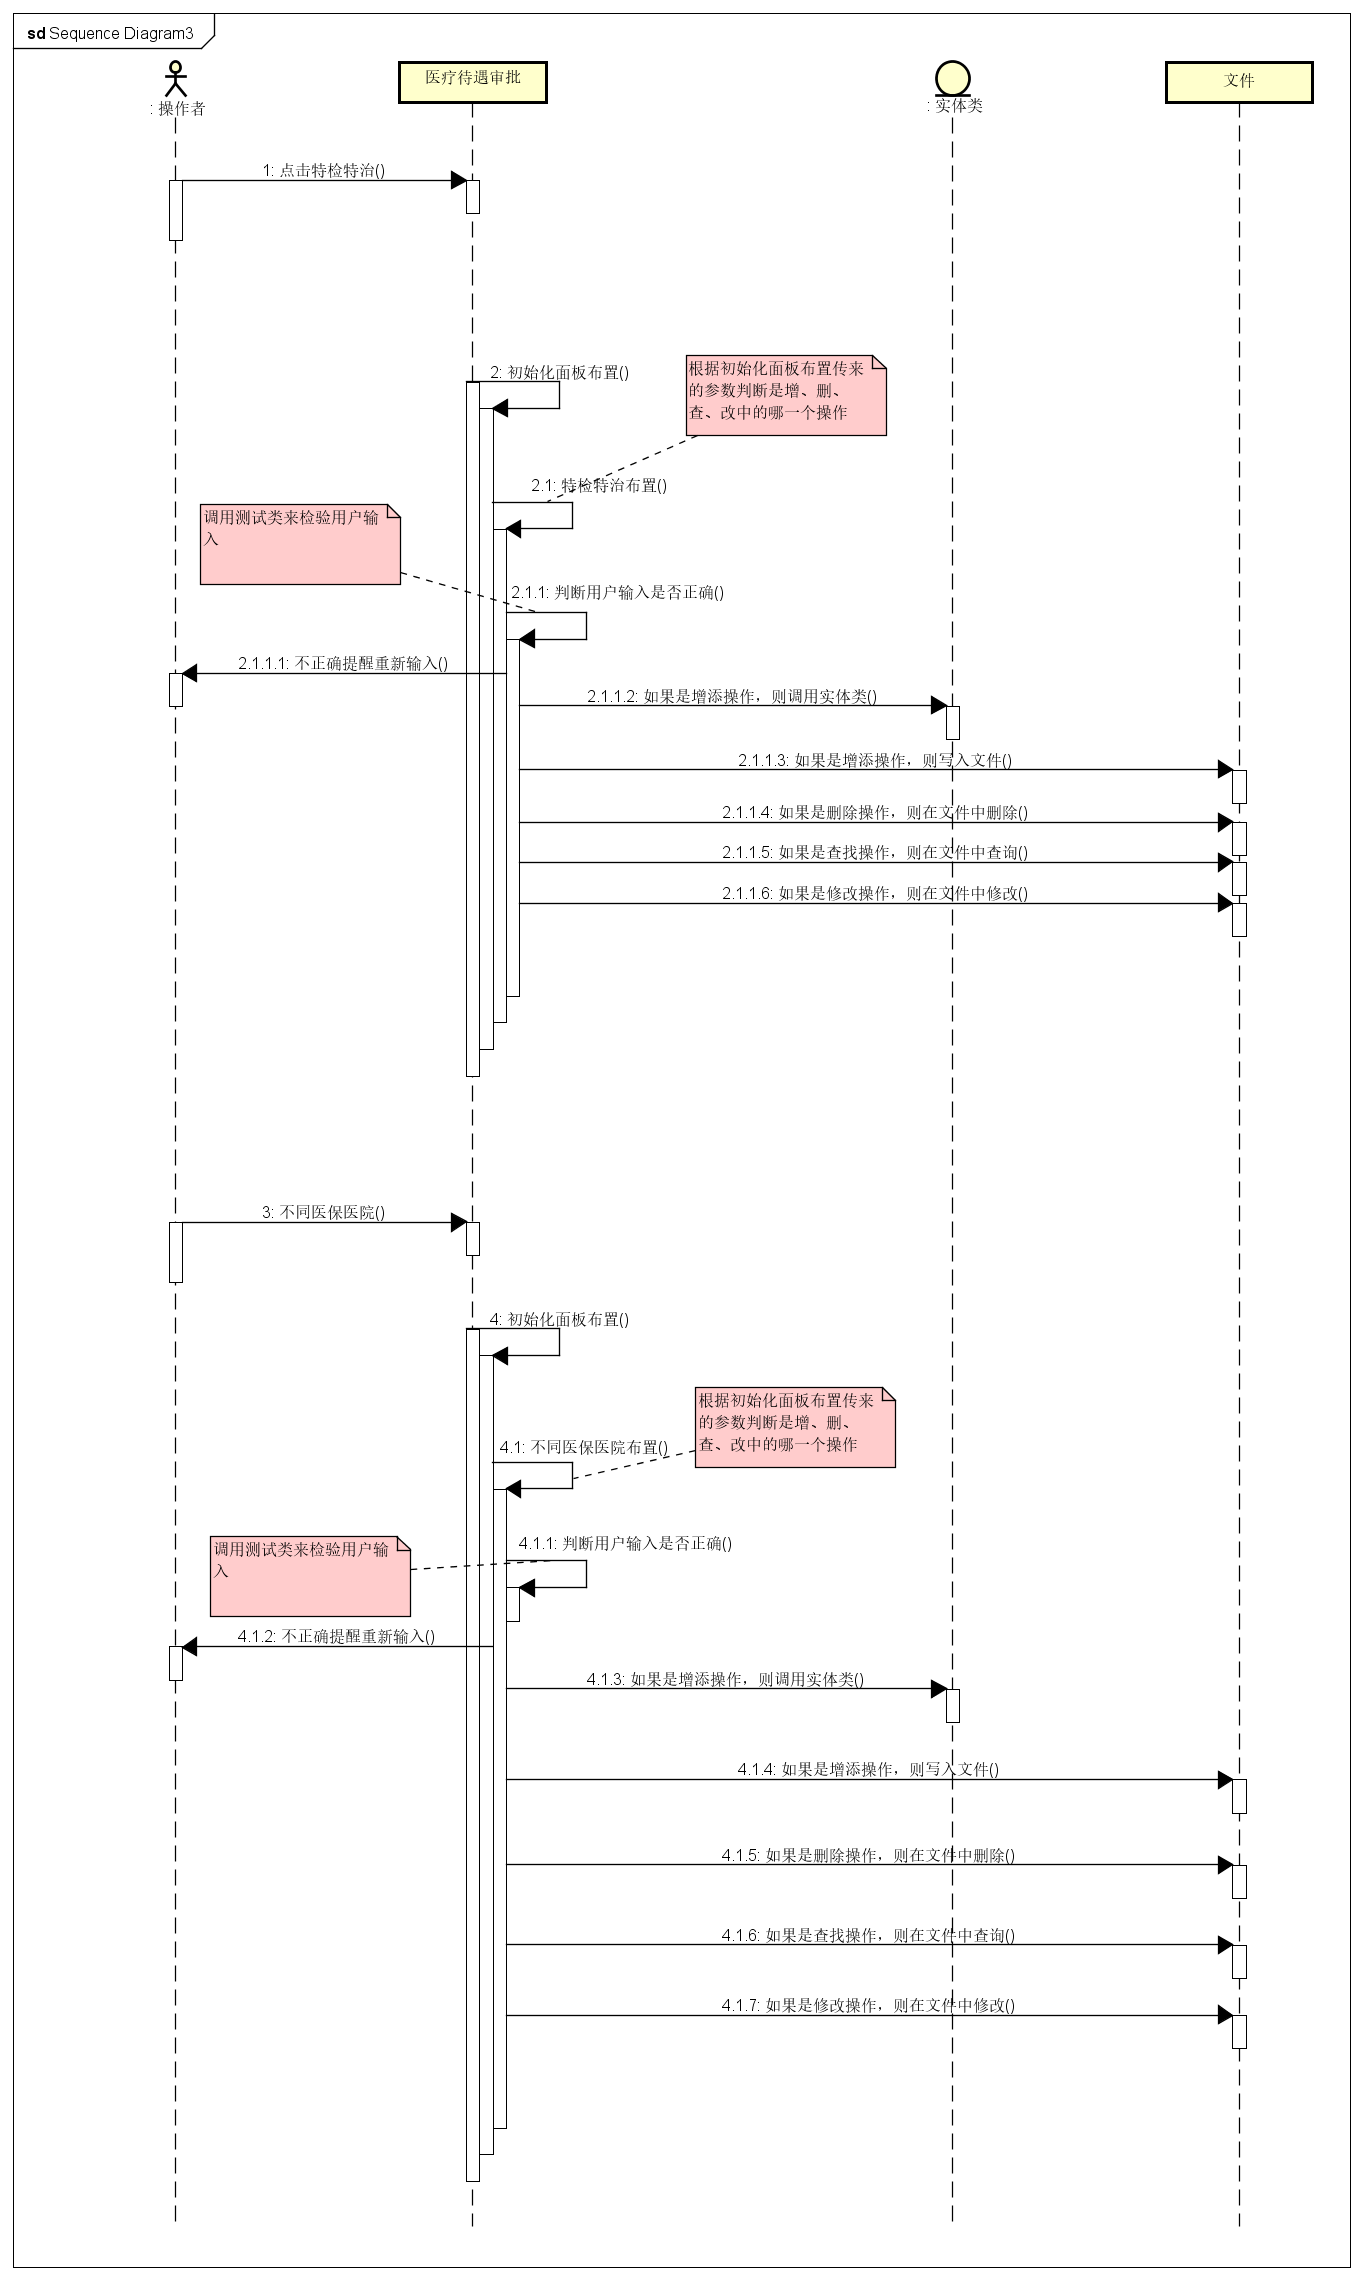 sd Sequence Diagram3
: 操作者
医疗待遇审批
: 实体类
文件
1: 点击特检特治()
2: 初始化面板布置()
根据初始化面板布置传来
的参数判断是增、删、
查、改中的哪一个操作
2.1: 特检特治布置()
调用测试类来检验用户输
入
2.1.1: 判断用户输入是否正确()
2.1.1.1: 不正确提醒重新输入()
2.1.1.2: 如果是增添操作，则调用实体类()
2.1.1.3: 如果是增添操作，则写入文件()
2.1.1.4: 如果是删除操作，则在文件中删除()
2.1.1.5: 如果是查找操作，则在文件中查询()
2.1.1.6: 如果是修改操作，则在文件中修改()
3: 不同医保医院()
4: 初始化面板布置()
根据初始化面板布置传来
的参数判断是增、删、
查、改中的哪一个操作
4.1: 不同医保医院布置()
调用测试类来检验用户输
入
4.1.1: 判断用户输入是否正确()
4.1.2: 不正确提醒重新输入()
4.1.3: 如果是增添操作，则调用实体类()
4.1.4: 如果是增添操作，则写入文件()
4.1.5: 如果是删除操作，则在文件中删除()
4.1.6: 如果是查找操作，则在文件中查询()
4.1.7: 如果是修改操作，则在文件中修改()